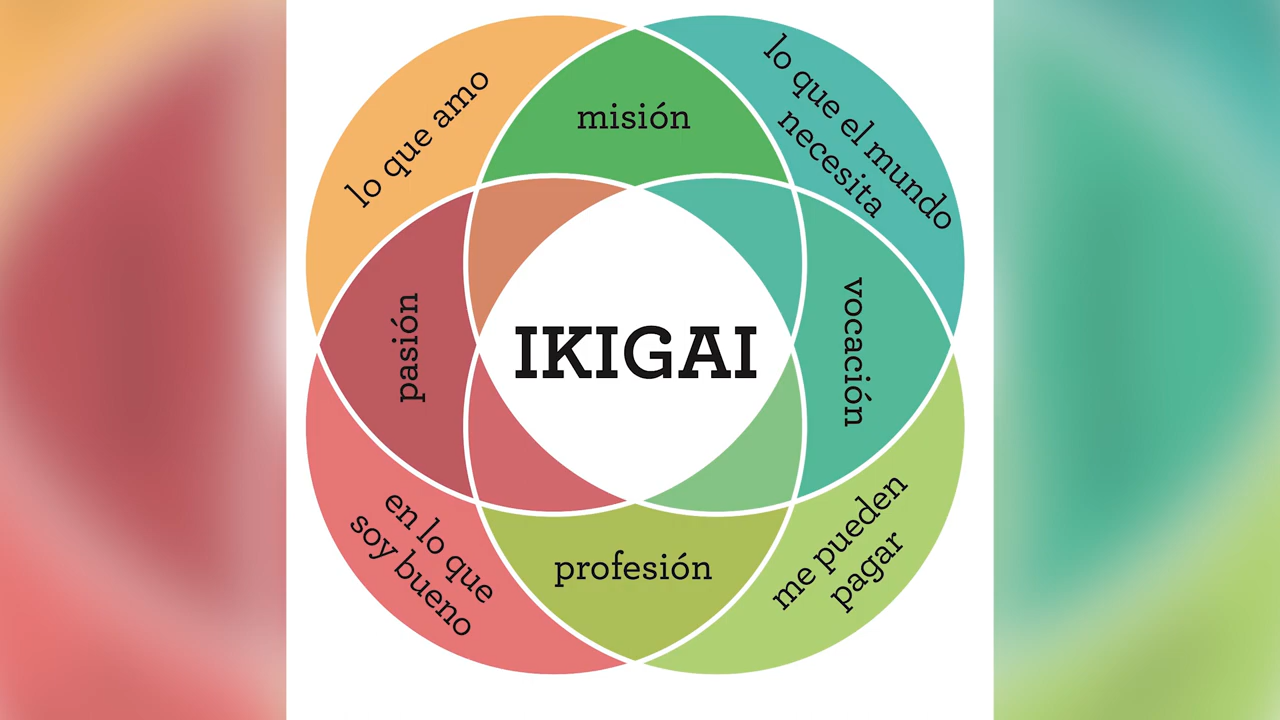 lo que amo
misión
lo que el mundo
necesita
pasión
IKIGAI
vocación
en lo que
soy bueno
profesión
me pueden
pagar